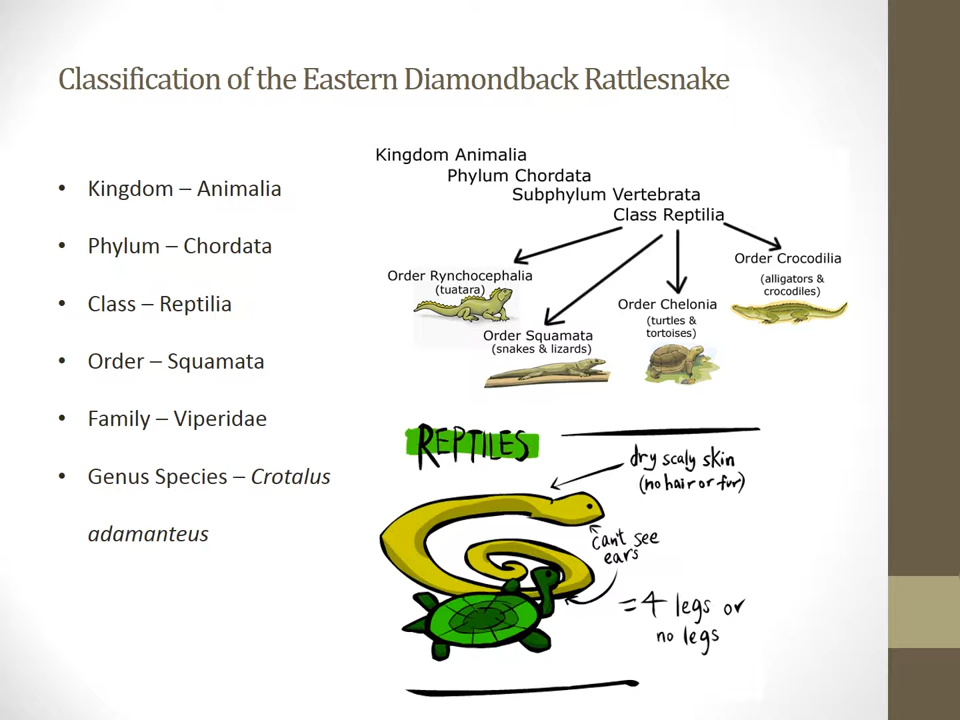 Classification of the Eastern Diamondback Rattlesnake
• Kingdom – Animalia
• Phylum – Chordata
• Class – Reptilia
• Order – Squamata
• Family – Viperidae
• Genus Species – Crotalus
adamanteus
Kingdom Animalia
Phylum Chordata
Subphylum Vertebrata
Class Reptilia
Order Rynchocephalia
(tuatara)
Order Squamata
(snakes & lizards)
Order Chelonia
(turtles &
tortoises)
Order Crocodilia
(alligators &
crocodiles)
REPTILES
dry scaly skin
(no hair or fur)
can't see
ears
= 4 legs or
no legs